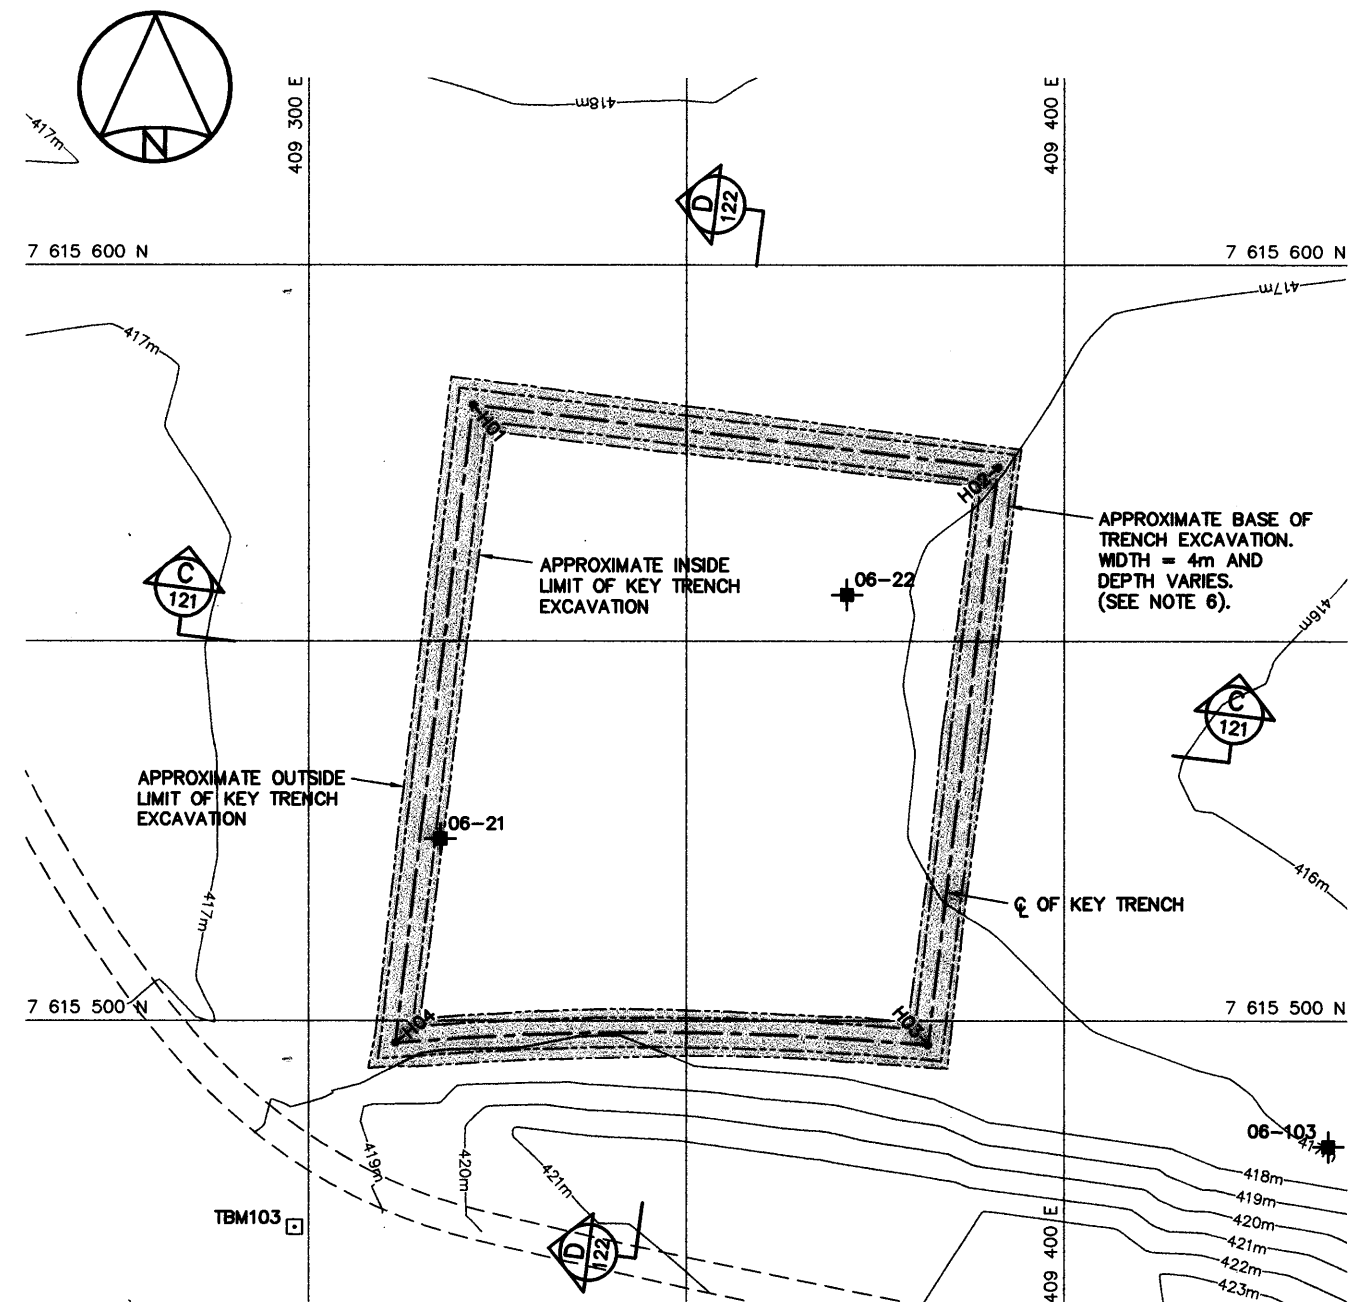 N
417m
409 300 E
418m
409 400 E
D
122
7 615 600 N
7 615 600 N
417m
417m
H01
H02
APPROXIMATE BASE OF
TRENCH EXCAVATION.
WIDTH = 4m AND
DEPTH VARIES.
(SEE NOTE 6).
APPROXIMATE INSIDE
LIMIT OF KEY TRENCH
EXCAVATION
06-22
C
121
416m
C
121
APPROXIMATE OUTSIDE
LIMIT OF KEY TRENCH
EXCAVATION
06-21
417m
416m
℄ OF KEY TRENCH
7 615 500 N
H04
H03
7 615 500 N
06-103
417m
419m
420m
421m
418m
419m
420m
421m
422m
423m
TBM103
D
122
409 400 E